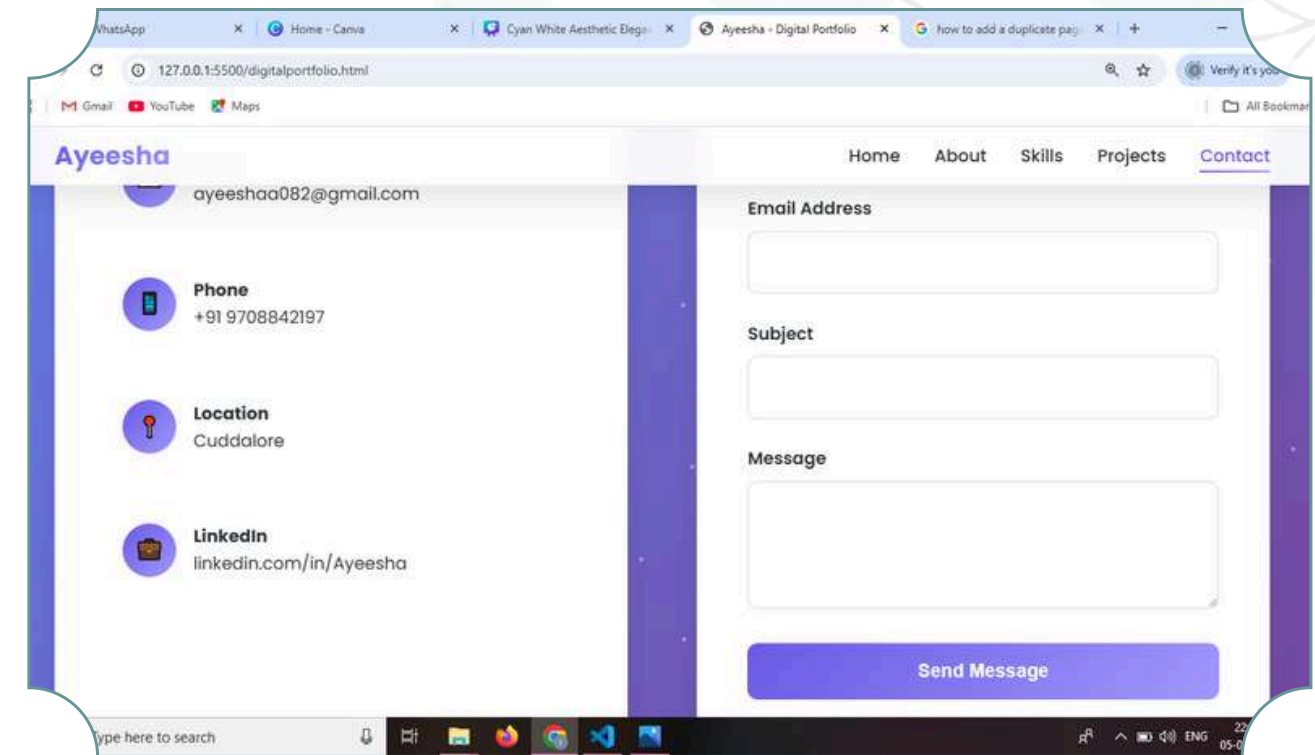 WhatsApp
Home - Canva
Cyan White Aesthetic Elega
Ayeesha - Digital Portfolio
how to add a duplicate pag
127.0.0.1:5500/digitalportfolio.html
Verify it's you
Gmail
YouTube
Maps
All Bookmar
Ayeesha
Home
About
Skills
Projects
Contact
ayeeshaa082@gmail.com
Phone
+91 9708842197
Location
Cuddalore
LinkedIn
linkedin.com/in/Ayeesha
Email Address
Subject
Message
Send Message
ype here to search
ENG
22
05-0